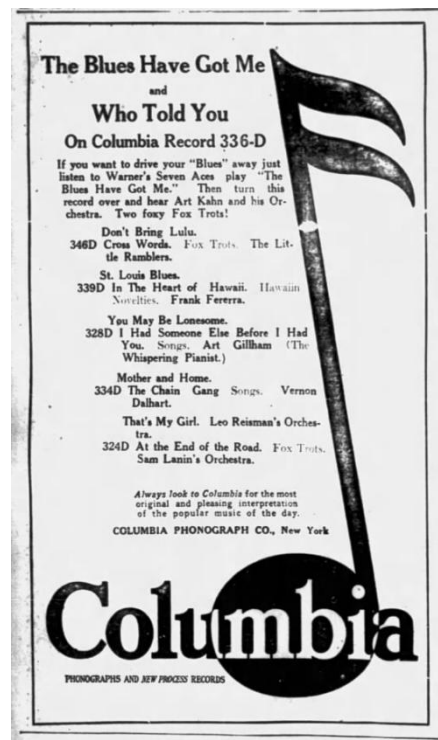 The Blues Have Got Me
and
Who Told You
On Columbia Record 336-D
If you want to drive your "Blues" away just
listen to Warner's Seven Aces play "The
Blues Have Got Me." Then turn this
record over and hear Art Kahn and his Or-
chestra. Two foxy Fox Trots!
Don't Bring Lulu.
346D Cross Words. Fox Trots. The Lit-
tle Ramblers.
St. Louis Blues.
339D In The Heart of Hawaii. Hawaiin
Novelties. Frank Fererra.
You May Be Lonesome.
328D I Had Someone Else Before I Had
You. Songs. Art Gillham (The
Whispering Pianist.)
Mother and Home.
334D The Chain Gang Songs. Vernon
Dalhart.
That's My Girl. Leo Reisman's Orches-
tra.
324D At the End of the Road. Fox Trots.
Sam Lanin's Orchestra.
Always look to Columbia for the most
original and pleasing interpretation
of the popular music of the day.
COLUMBIA PHONOGRAPH CO., New York
Columbia
PHONOGRAPHS AND NEW PROCESS RECORDS